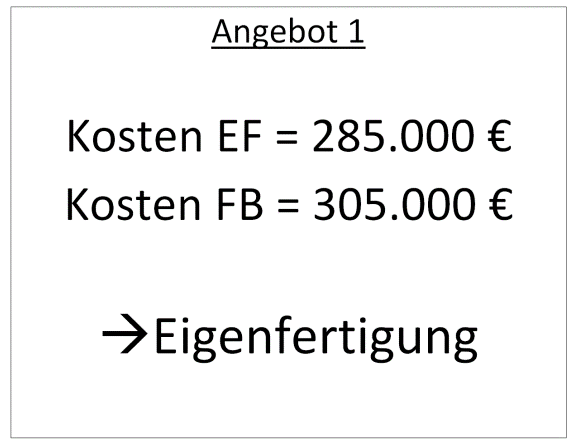 Angebot 1
Kosten EF = 285.000 €
Kosten FB = 305.000 €
→Eigenfertigung